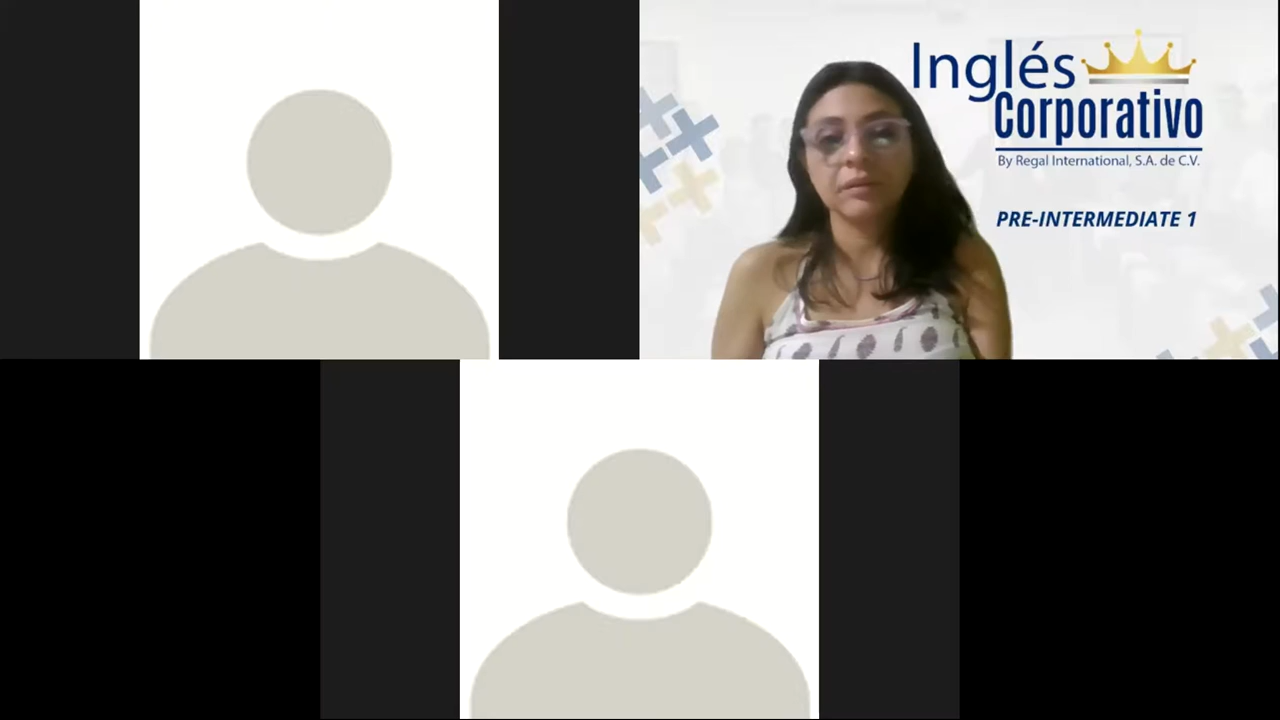 Inglés
Corporativo
By Regal International, S.A. de C.V.
PRE-INTERMEDIATE 1